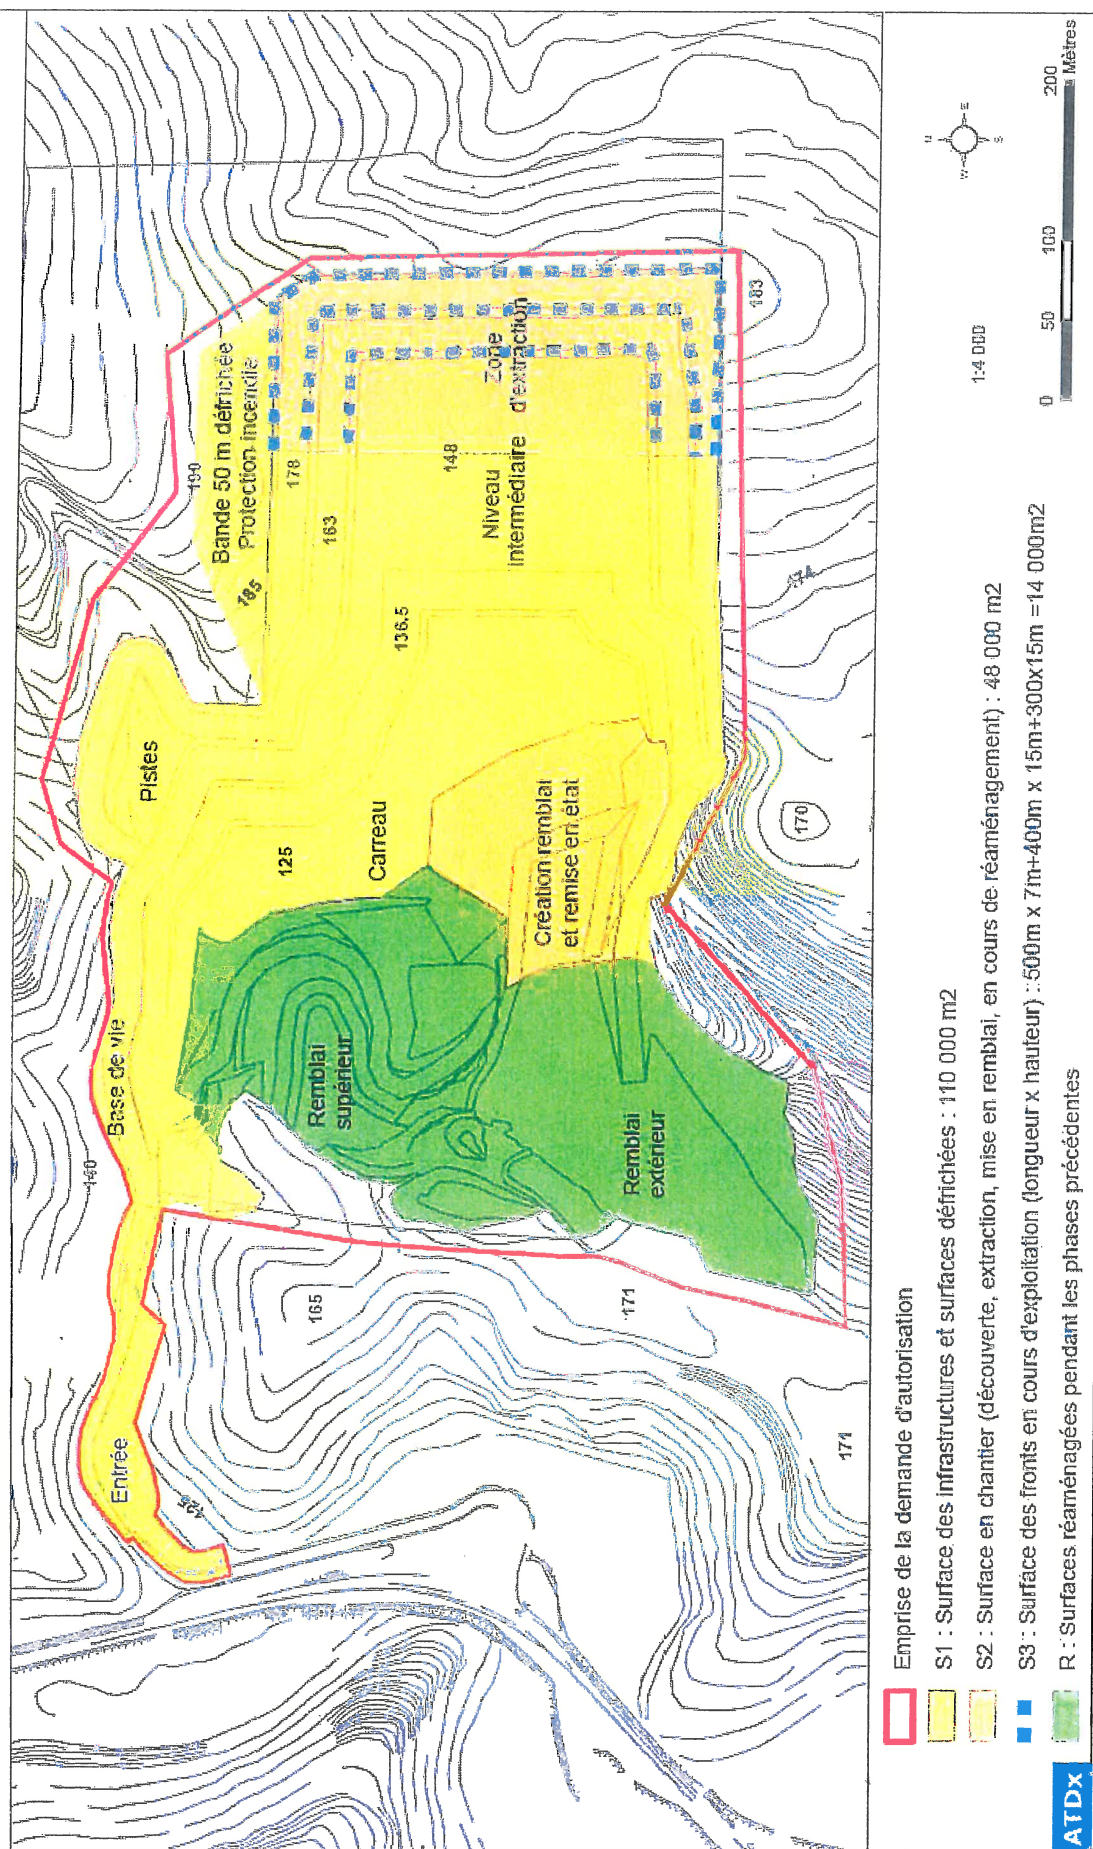 Entrée
125
160
Base de vie
Pistes
190
Bande 50 m défrichée
Protection incendie
185
178
163
148
136.5
125
Carreau
Niveau
intermédiaire
Zone
d'extraction
Remblai
supérieur
Création remblai
et remise en état
Remblai
extérieur
165
171
171
170
174
183
Emprise de la demande d'autorisation
S1 : Surface des infrastructures et surfaces défrichées : 110 000 m2
S2 : Surface en chantier (découverte, extraction, mise en remblai, en cours de réaménagement) : 48 000 m2
S3 : Surface des fronts en cours d'exploitation (longueur x hauteur) : 500m x 7m+400m x 15m+300x15m =14 000m2
R : Surfaces réaménagées pendant les phases précédentes
1:4 000
N
W
E
S
0 50 100 200
Mètres
ATDx